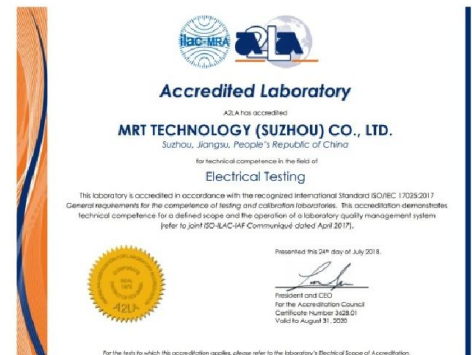 ilac-MRA
A2LA
Accredited Laboratory
A2LA has accredited
MRT TECHNOLOGY (SUZHOU) CO., LTD.
Suzhou, Jiangsu, People's Republic of China
for technical competence in the field of
Electrical Testing
This laboratory is accredited in accordance with the recognized International Standard ISO/IEC 17025:2017
General requirements for the competence of testing and calibration laboratories. This accreditation demonstrates
technical competence for a defined scope and the operation of a laboratory quality management system
(refer to joint ISO-ILAC-IAF Communiqué dated April 2017).
Presented this 24th day of July 2018.
President and CEO
For the Accreditation Council
Certificate Number 3628.01
Valid to August 31, 2020
A2LA
For the tests to which this accreditation applies, please refer to the laboratory's Electrical Scope of Accreditation.